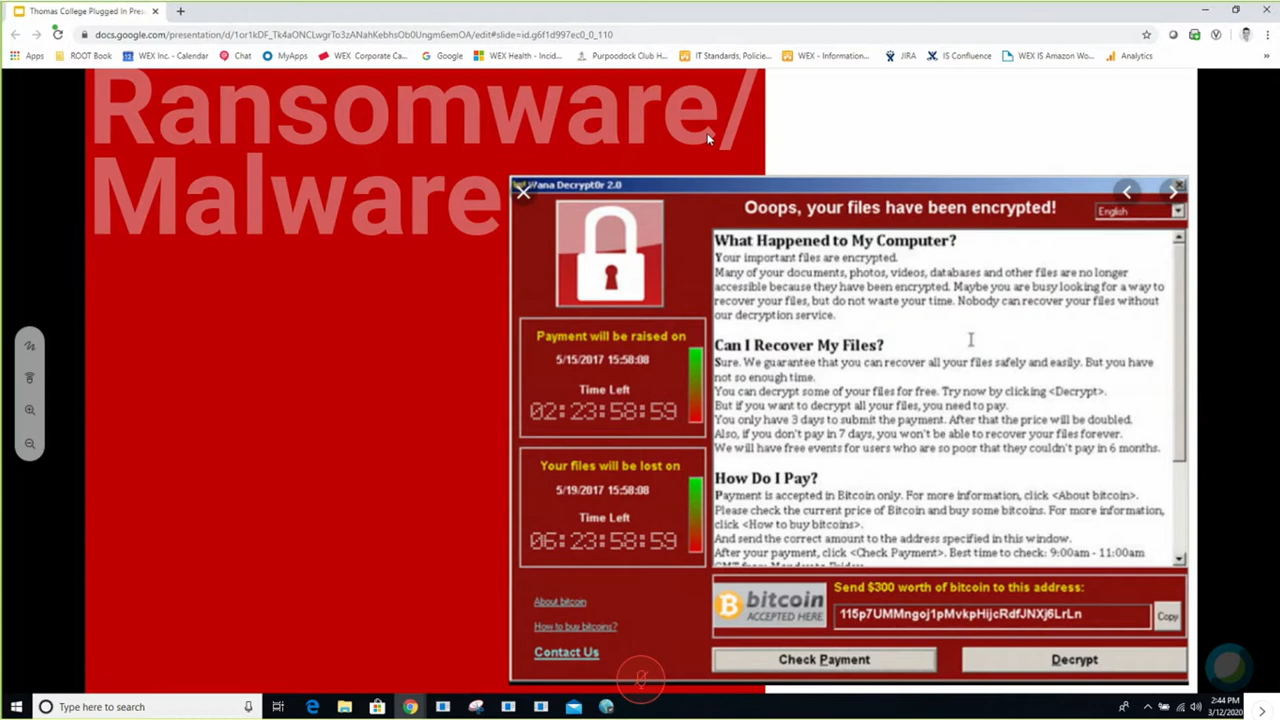 Thomas College Plugged In Pres
docs.google.com/presentation/d/1or1kDF_Tk4aONCLwgrTo3zANahKebhsOb0Ungm6emOA/edit#slide=id.g6f1d997ec0_0_110
Apps ROOT Book WEX Inc. - Calendar Chat MyApps WEX Corporate Ca... Google WEX Health - Incid... Purpoodock Club H... IT Standards, Policie... WEX - Information... JIRA IS Confluence WEX IS Amazon Wo... Analytics
Ransomware/
Malware
Wana Decrypt0r 2.0
Ooops, your files have been encrypted!
English
What Happened to My Computer?
Your important files are encrypted.
Many of your documents, photos, videos, databases and other files are no longer
accessible because they have been encrypted. Maybe you are busy looking for a way to
recover your files, but do not waste your time. Nobody can recover your files without
our decryption service.
Can I Recover My Files?
Sure. We guarantee that you can recover all your files safely and easily. But you have
not so enough time.
You can decrypt some of your files for free. Try now by clicking <Decrypt>.
But if you want to decrypt all your files, you need to pay.
You only have 3 days to submit the payment. After that the price will be doubled.
Also, if you don't pay in 7 days, you won't be able to recover your files forever.
We will have free events for users who are so poor that they couldn't pay in 6 months.
How Do I Pay?
Payment is accepted in Bitcoin only. For more information, click <About bitcoin>.
Please check the current price of Bitcoin and buy some bitcoins. For more information,
click <How to buy bitcoins>.
And send the correct amount to the address specified in this window.
After your payment, click <Check Payment>. Best time to check: 9:00am - 11:00am
GMT from Monday to Friday.
Payment will be raised on
5/15/2017 15:58:08
Time Left
02:23:58:59
Your files will be lost on
5/19/2017 15:58:08
Time Left
06:23:58:59
About bitcoin
How to buy bitcoins?
Contact Us
bitcoin
ACCEPTED HERE
Send $300 worth of bitcoin to this address:
115p7UMMngoj1pMvkpHijcRdfJNXj6LrLn
Copy
Check Payment
Decrypt
Type here to search
2:44 PM
3/12/2020